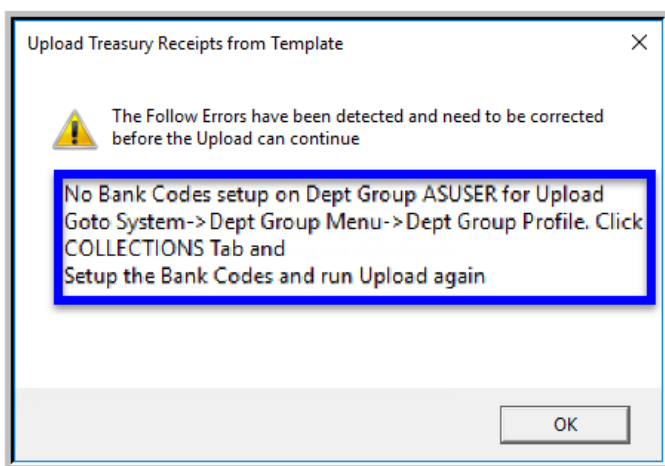 Upload Treasury Receipts from Template
The Follow Errors have been detected and need to be corrected
before the Upload can continue
No Bank Codes setup on Dept Group ASUSER for Upload
Goto System->Dept Group Menu->Dept Group Profile. Click
COLLECTIONS Tab and
Setup the Bank Codes and run Upload again
OK